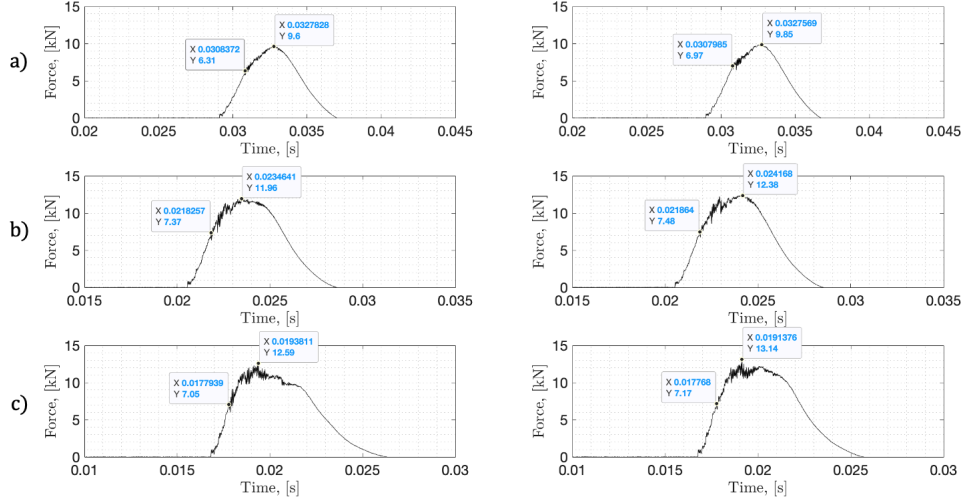 a)
Force, [kN]
15
10
5
0
X 0.0308372
Y 6.31
X 0.0327828
Y 9.6
0.02 0.025 0.03 0.035 0.04 0.045
Time, [s]
Force, [kN]
15
10
5
0
X 0.0307985
Y 6.97
X 0.0327569
Y 9.85
0.02 0.025 0.03 0.035 0.04 0.045
Time, [s]
b)
Force, [kN]
15
10
5
0
X 0.0218257
Y 7.37
X 0.0234641
Y 11.96
0.015 0.02 0.025 0.03 0.035
Time, [s]
Force, [kN]
15
10
5
0
X 0.021864
Y 7.48
X 0.024168
Y 12.38
0.015 0.02 0.025 0.03 0.035
Time, [s]
c)
Force, [kN]
15
10
5
0
X 0.0177939
Y 7.05
X 0.0193811
Y 12.59
0.01 0.015 0.02 0.025 0.03
Time, [s]
Force, [kN]
15
10
5
0
X 0.017768
Y 7.17
X 0.0191376
Y 13.14
0.01 0.015 0.02 0.025 0.03
Time, [s]